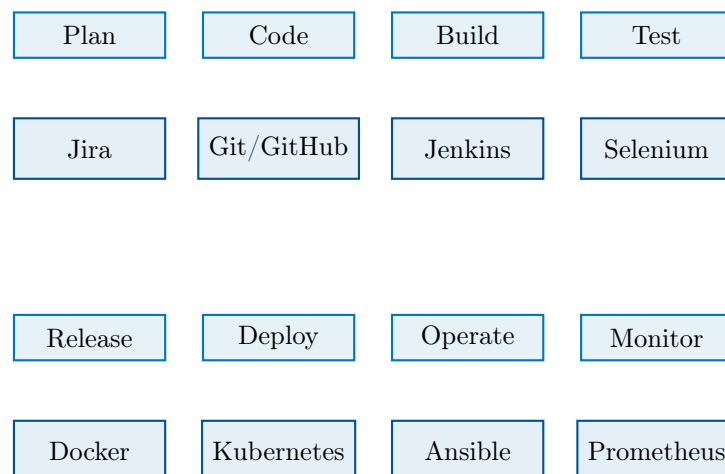 Plan Code Build Test
Jira Git/GitHub Jenkins Selenium
Release Deploy Operate Monitor
Docker Kubernetes Ansible Prometheus